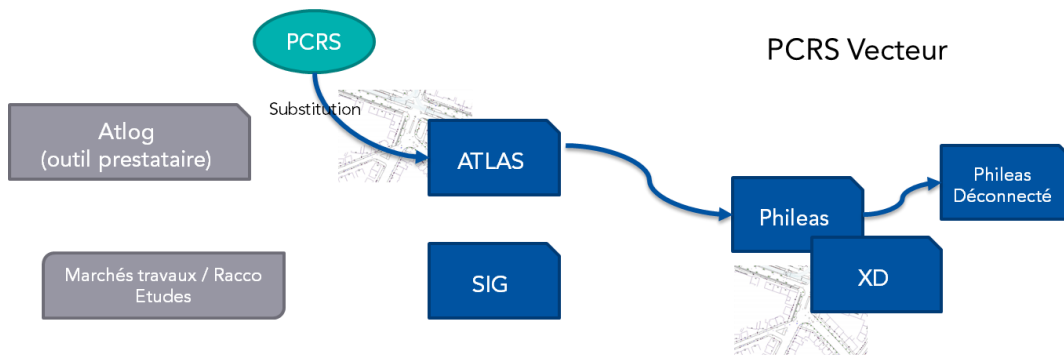 PCRS
PCRS Vecteur
Substitution
Atlog
(outil prestataire)
ATLAS
Phileas
Déconnecté
Phileas
Marchés travaux / Racco
Etudes
SIG
XD